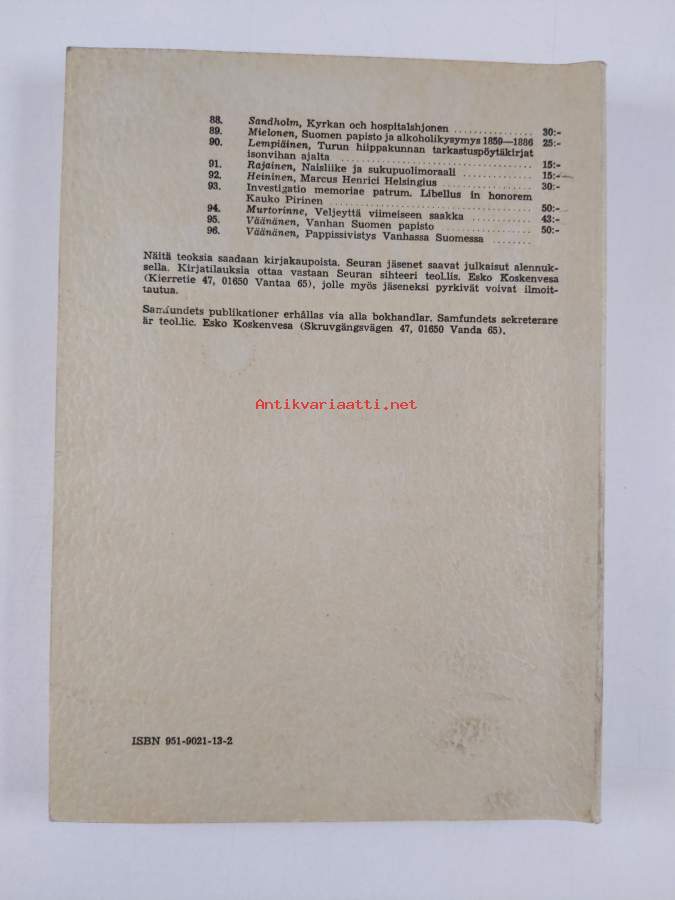 88. Sandholm, Kyrkan och hospitalshjonen ................ 30:-
89. Mielonen, Suomen papisto ja alkoholikysymys 1859—1886 25:-
90. Lempiäinen, Turun hiippakunnan tarkastuspöytäkirjat
isonvihan ajalta ................................ 15:-
91. Rajainen, Naisliike ja sukupuolimoraali ............... 15:-
92. Heininen, Marcus Henrici Helsingius .................. 30:-
93. Investigatio memoriae patrum. Libellus in honorem
Kauko Pirinen .................................. 50:-
94. Murtorinne, Veljeyttä viimeiseen saakka .............. 43:-
95. Väänänen, Vanhan Suomen papisto ................... 50:-
96. Väänänen, Pappissivistys Vanhassa Suomessa ........
Näitä teoksia saadaan kirjakaupoista. Seuran jäsenet saavat julkaisut alennuk-
sella. Kirjatilauksia ottaa vastaan Seuran sihteeri teol.lis. Esko Koskenvesa
(Kierretie 47, 01650 Vantaa 65), jolle myös jäseneksi pyrkivät voivat ilmoit-
tautua.
Samfundets publikationer erhållas via alla bokhandlar. Samfundets sekreterare
är teol.lic. Esko Koskenvesa (Skruvgängsvägen 47, 01650 Vanda 65).
Antikvariaatti.net
ISBN 951-9021-13-2